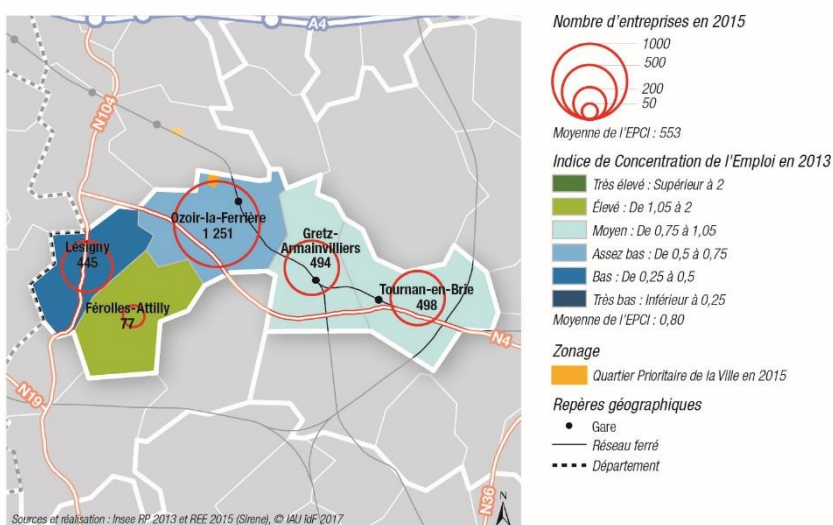 A4
N104
Ozoir-la-Ferrière
1 251
Lésigny
445
Gretz-
Armainvilliers
494
Férolles-Attilly
77
Tournan-en-Brie
498
N4
N19
N36
N
Sources et réalisation : Insee RP 2013 et REE 2015 (Sirene), © IAU îdF 2017
Nombre d'entreprises en 2015
1000
500
200
50
Moyenne de l'EPCI : 553
Indice de Concentration de l'Emploi en 2013
Très élevé : Supérieur à 2
Élevé : De 1,05 à 2
Moyen : De 0,75 à 1,05
Assez bas : De 0,5 à 0,75
Bas : De 0,25 à 0,5
Très bas : Inférieur à 0,25
Moyenne de l'EPCI : 0,80
Zonage
Quartier Prioritaire de la Ville en 2015
Repères géographiques
Gare
Réseau ferré
Département